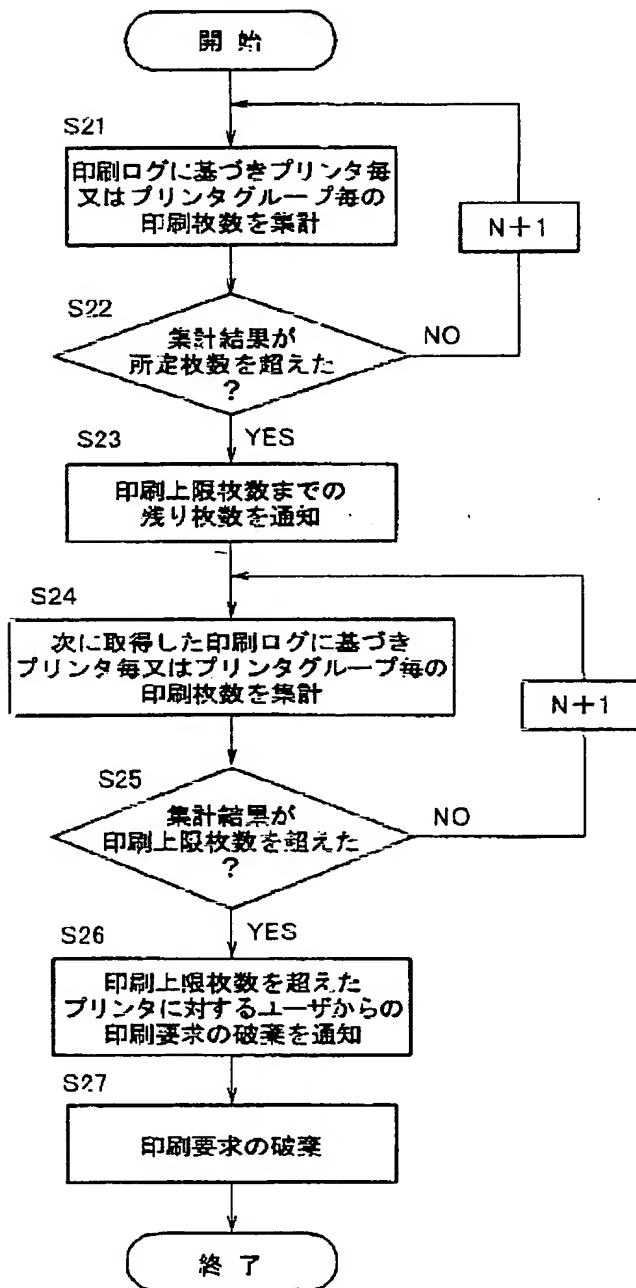 開 始
S21
印刷ログに基づきプリンタ毎
又はプリンタグループ毎の
印刷枚数を集計
N+1
S22
集計結果が
所定枚数を超えた
?
NO
YES
S23
印刷上限枚数までの
残り枚数を通知
S24
次に取得した印刷ログに基づき
プリンタ毎又はプリンタグループ毎の
印刷枚数を集計
N+1
S25
集計結果が
印刷上限枚数を超えた
?
NO
YES
S26
印刷上限枚数を超えた
プリンタに対するユーザからの
印刷要求の破棄を通知
S27
印刷要求の破棄
終 了